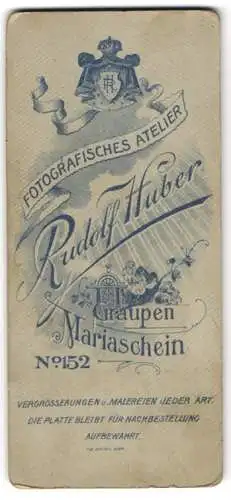 FOTOGRAFISCHES ATELIER
Rudolf Huber
Graupen
Mariaschein
No 152
VERGRÖSSERUNGEN u. MALEREIEN JEDER ART.
DIE PLATTE BLEIBT FÜR NACHBESTELLUNG
AUFBEWAHRT.